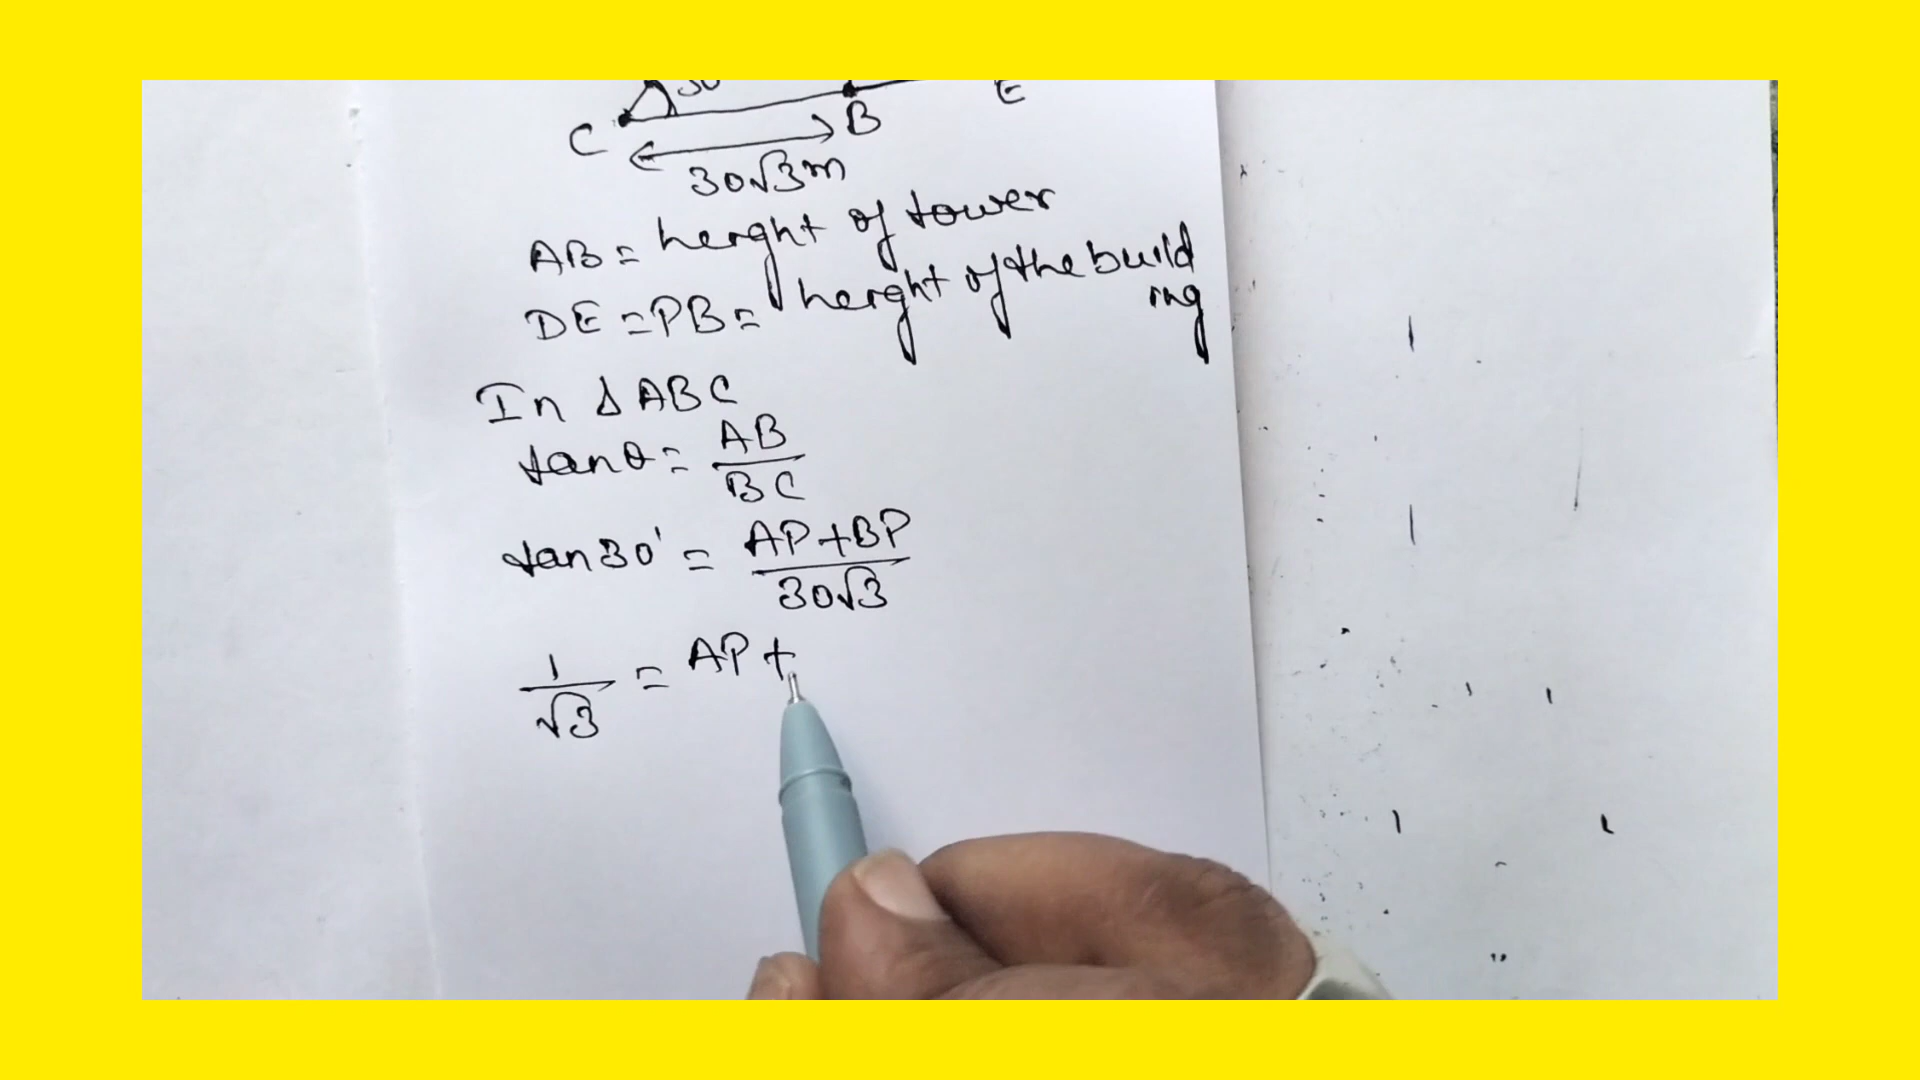 E
C B
30√3m
AB = height of tower
DE = PB = height of the build
ing
In Δ ABC
tanθ = AB/BC
tan30° = AP+BP/30√3
1/√3 = AP +